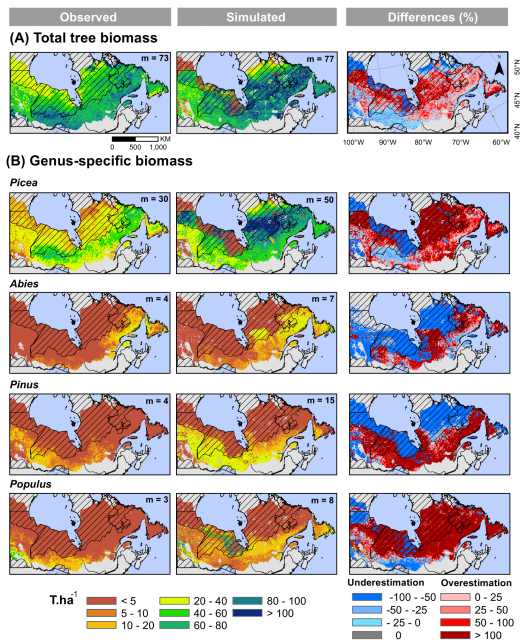 Observed Simulated Differences (%)
(A) Total tree biomass
m = 73 m = 77 N
50°N
45°N
40°N
KM
0 500 1,000
100°W 90°W 80°W 70°W 60°W
(B) Genus-specific biomass
Picea
m = 30 m = 50
Abies
m = 4 m = 7
Pinus
m = 4 m = 15
Populus
m = 3 m = 8
T.ha⁻¹
Underestimation Overestimation
< 5 20 - 40 80 - 100 -100 - -50 0 - 25
5 - 10 40 - 60 > 100 -50 - -25 25 - 50
10 - 20 60 - 80 -25 - 0 50 - 100
0 > 100